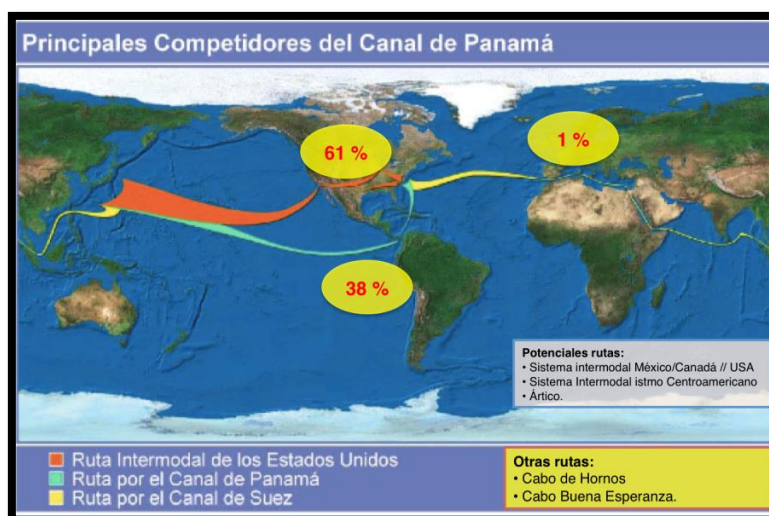 Principales Competidores del Canal de Panamá
61 %
1 %
38 %
Potenciales rutas:
• Sistema intermodal México/Canadá // USA
• Sistema Intermodal istmo Centroamericano
• Ártico.
Ruta Intermodal de los Estados Unidos
Ruta por el Canal de Panamá
Ruta por el Canal de Suez
Otras rutas:
• Cabo de Hornos
• Cabo Buena Esperanza.